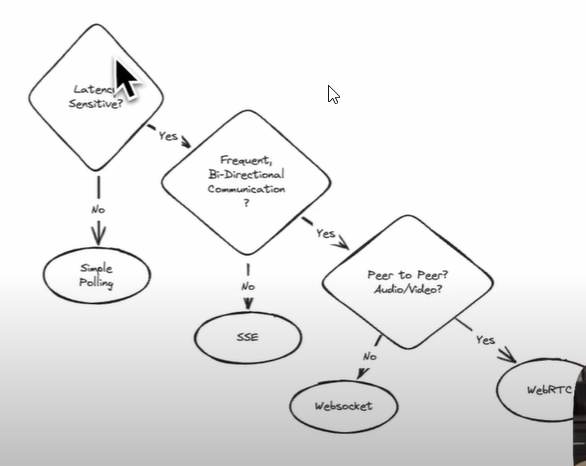 Sensitive?
Yes
Frequent,
Bi-Directional
Communication
?
No
Yes
Simple
Polling
Peer to Peer?
Audio/Video?
No
SSE
No
Yes
Websocket
WebRTC